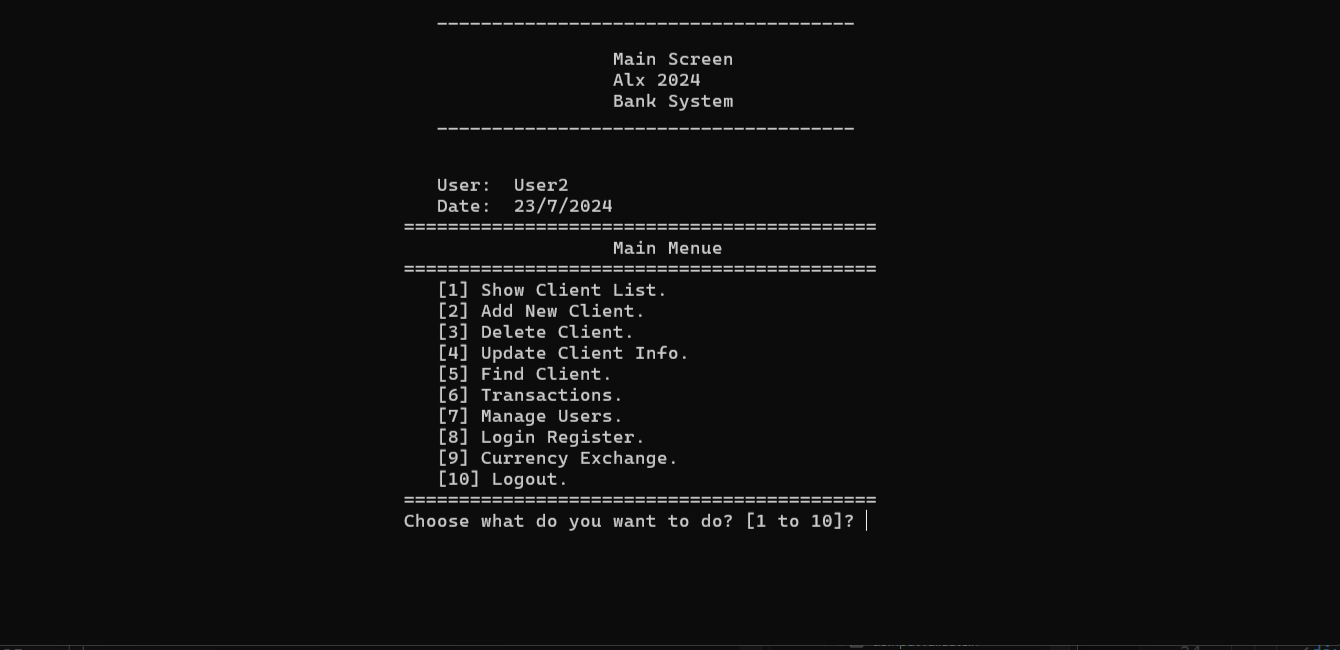 -------------------------------------
Main Screen
Alx 2024
Bank System
-------------------------------------
User:  User2
Date:  23/7/2024
===========================================
Main Menue
===========================================
[1] Show Client List.
[2] Add New Client.
[3] Delete Client.
[4] Update Client Info.
[5] Find Client.
[6] Transactions.
[7] Manage Users.
[8] Login Register.
[9] Currency Exchange.
[10] Logout.
===========================================
Choose what do you want to do? [1 to 10]?